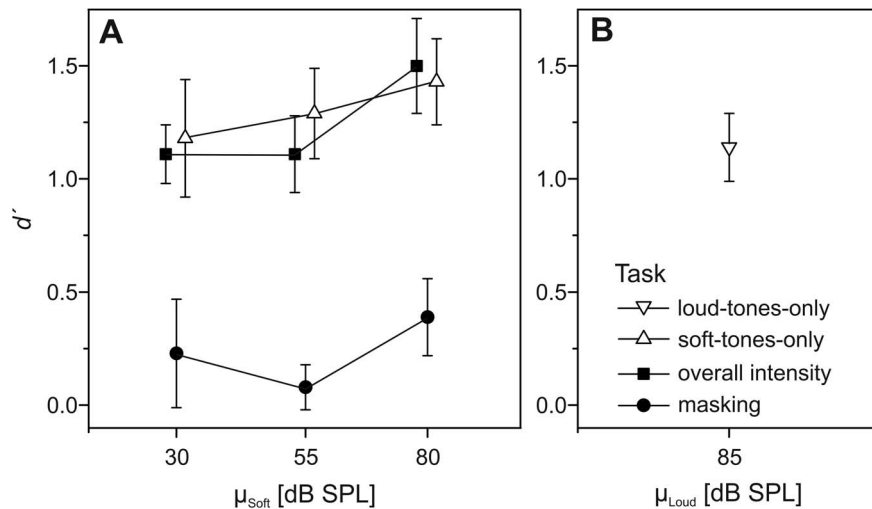 A
1.5
1.0
0.5
0.0
d´
30
55
80
μSoft [dB SPL]
B
1.5
1.0
0.5
0.0
Task
loud-tones-only
soft-tones-only
overall intensity
masking
85
μLoud [dB SPL]